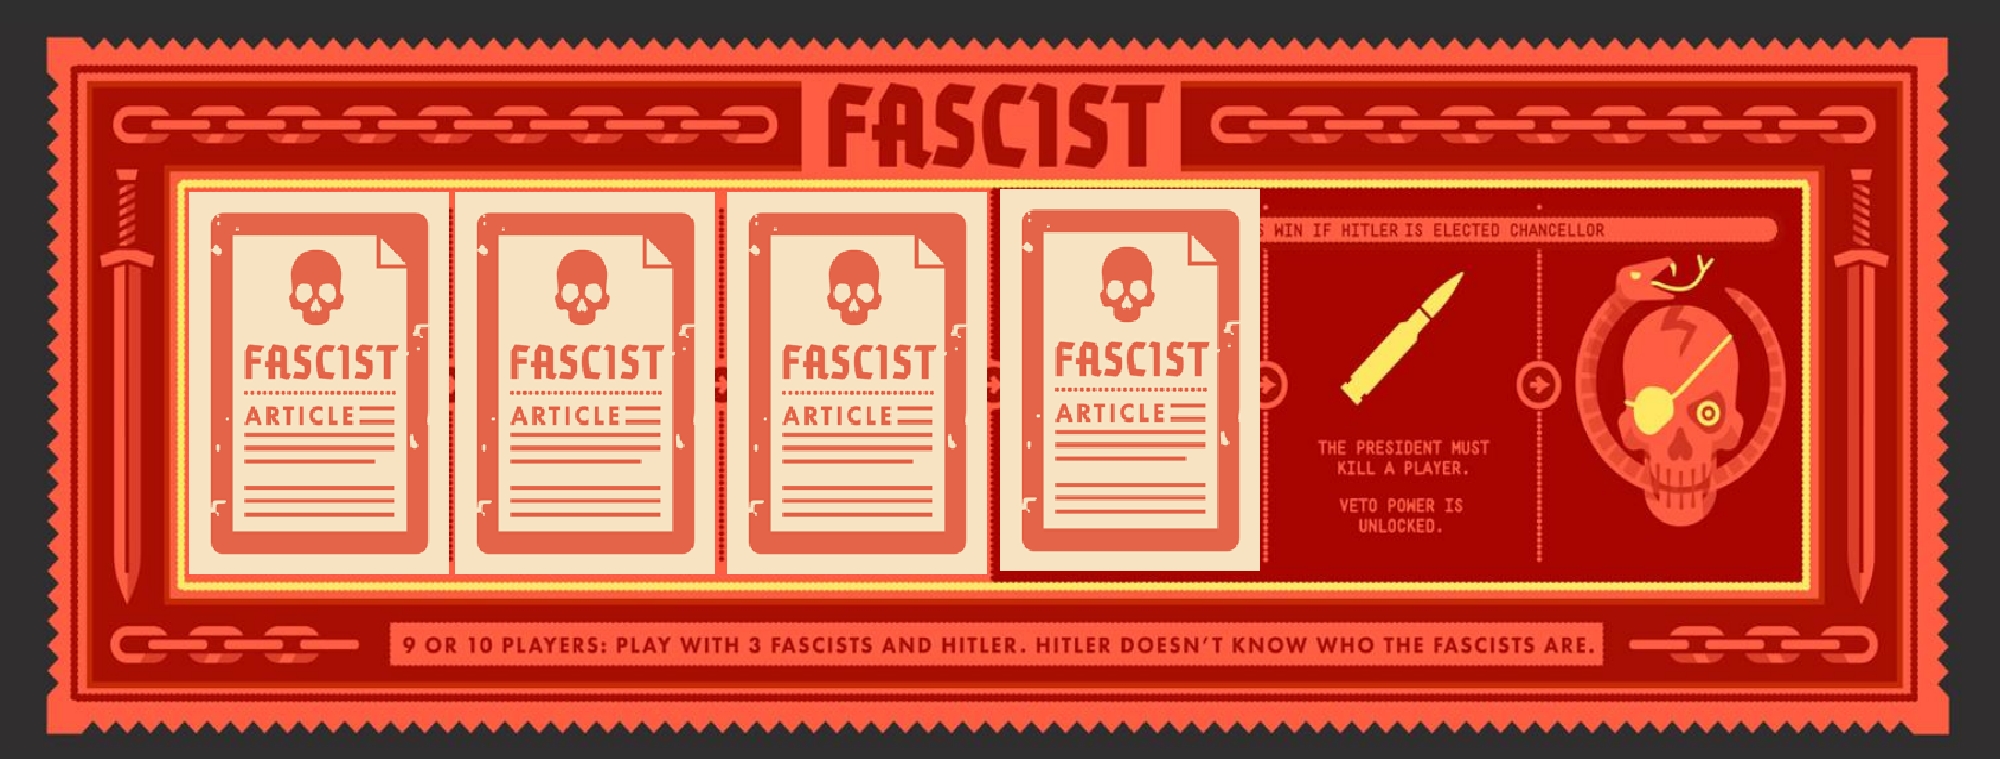 FASCIST
FASCIST
ARTICLE
FASCIST
ARTICLE
FASCIST
ARTICLE
FASCIST
ARTICLE
S WIN IF HITLER IS ELECTED CHANCELLOR
THE PRESIDENT MUST
KILL A PLAYER.
VETO POWER IS
UNLOCKED.
9 OR 10 PLAYERS: PLAY WITH 3 FASCISTS AND HITLER. HITLER DOESN'T KNOW WHO THE FASCISTS ARE.